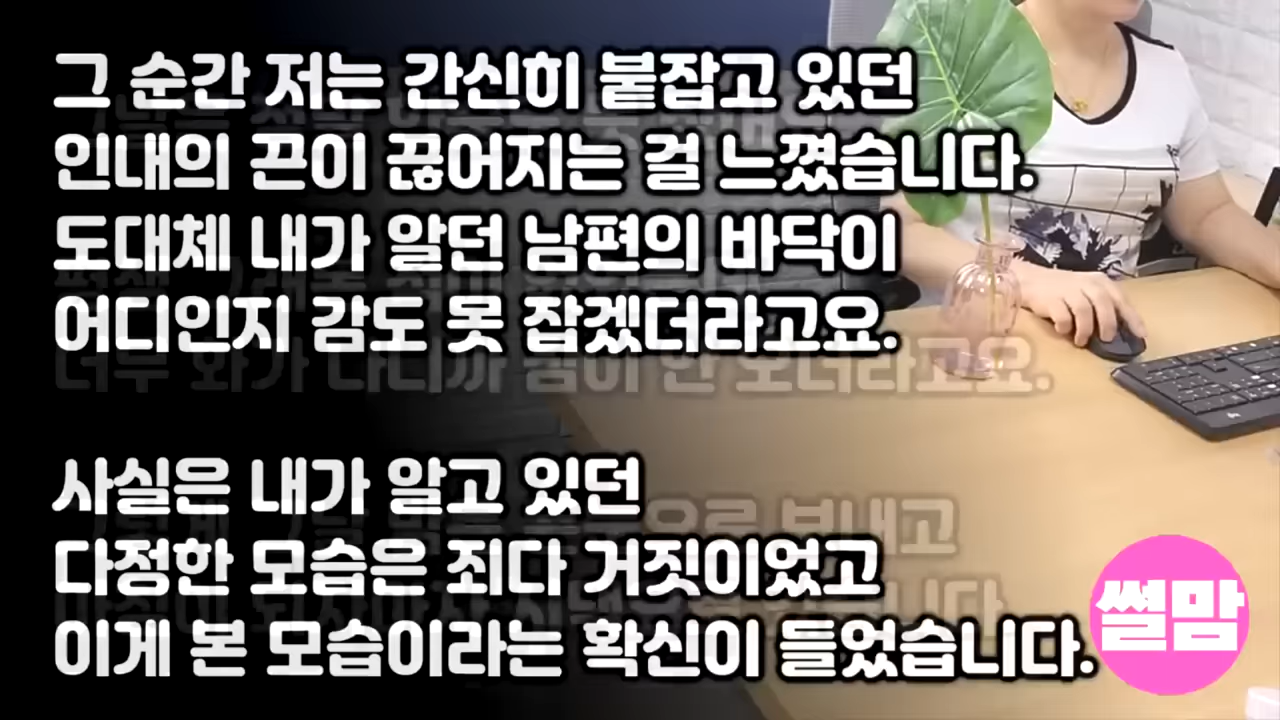 그 순간 저는 간신히 붙잡고 있던
인내의 끈이 끊어지는 걸 느꼈습니다.
도대체 내가 알던 남편의 바닥이
어디인지 감도 못 잡겠더라고요.
사실은 내가 알고 있던
다정한 모습은 죄다 거짓이었고
이게 본 모습이라는 확신이 들었습니다.
썰맘